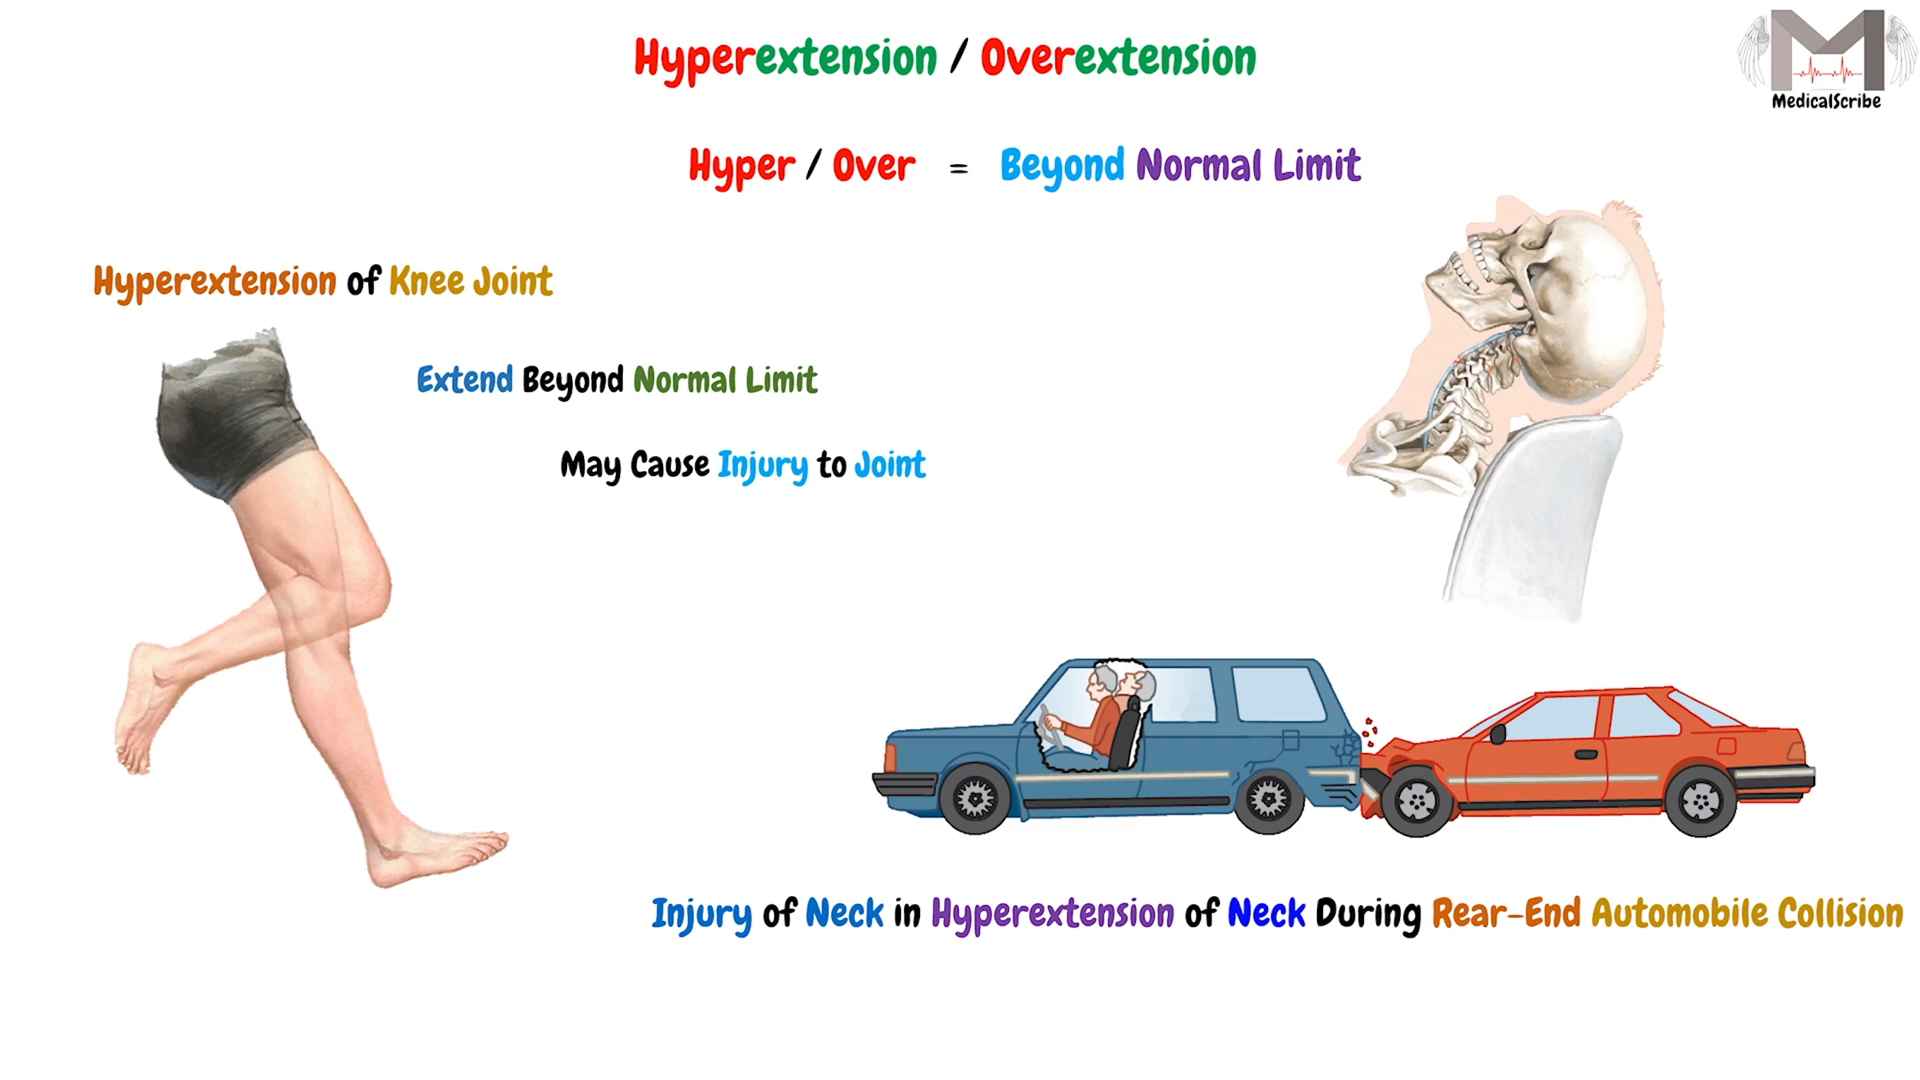 Hyperextension / Overextension
MedicalScribe
Hyper / Over = Beyond Normal Limit
Hyperextension of Knee Joint
Extend Beyond Normal Limit
May Cause Injury to Joint
Injury of Neck in Hyperextension of Neck During Rear-End Automobile Collision